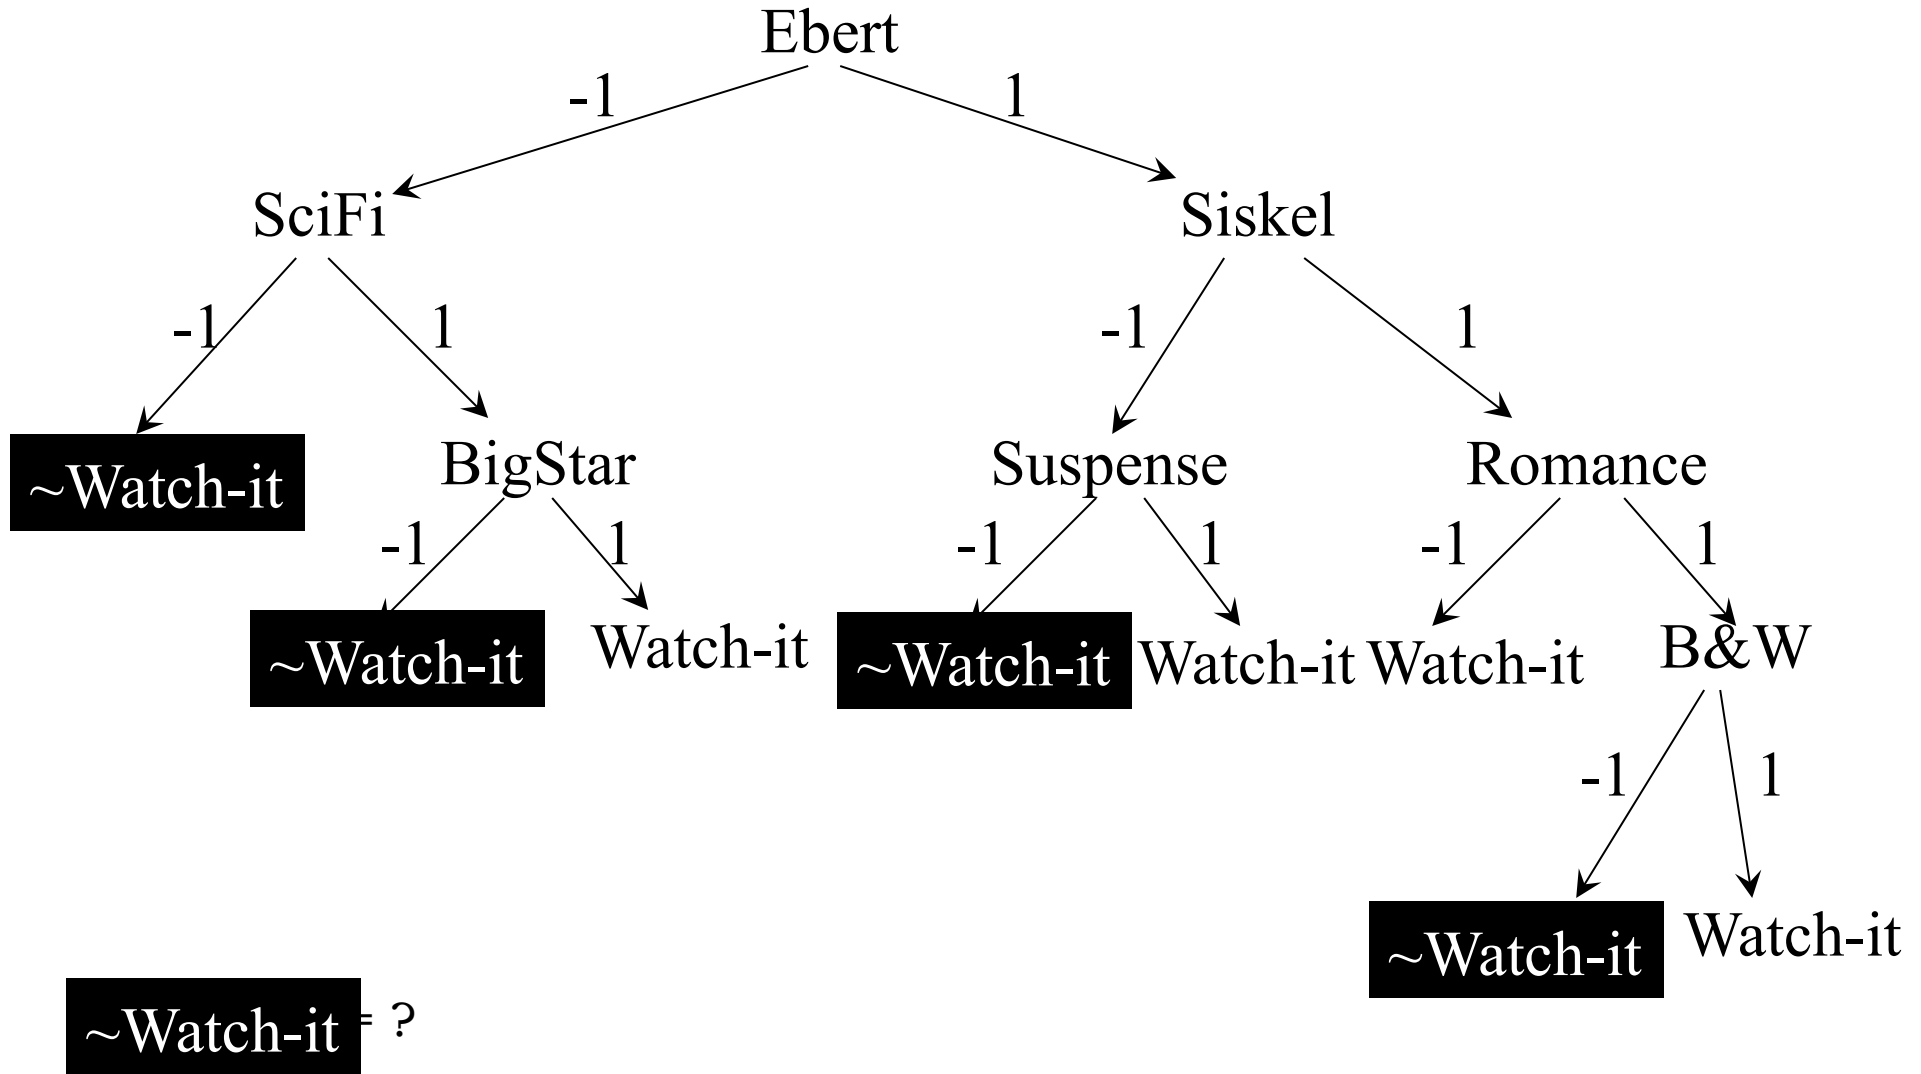 Ebert
-1 1
SciFi Siskel
-1 1 -1 1
~Watch-it BigStar Suspense Romance
-1 1 -1 1 -1 1
~Watch-it Watch-it ~Watch-it Watch-it Watch-it B&W
-1 1
~Watch-it Watch-it
~Watch-it = ?